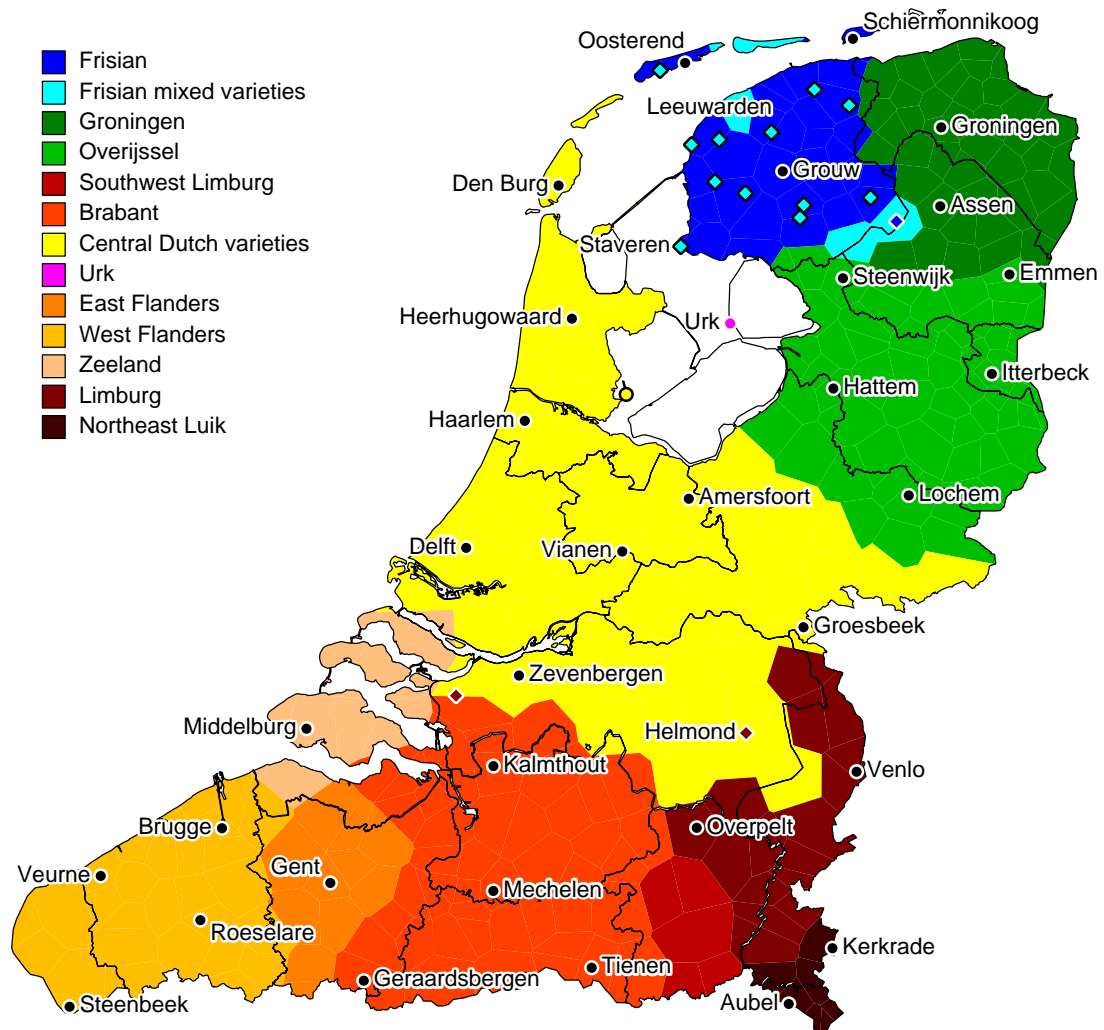 Schiermonnikoog
Oosterend
Frisian
Frisian mixed varieties
Leeuwarden
Groningen
Groningen
Overijssel
Grouw
Southwest Limburg
Den Burg
Assen
Brabant
Central Dutch varieties
Staveren
Urk
Steenwijk
Emmen
East Flanders
Heerhugowaard
Urk
West Flanders
Zeeland
Itterbeck
Hattem
Limburg
Haarlem
Northeast Luik
Lochem
Amersfoort
Delft
Vianen
Groesbeek
Zevenbergen
Middelburg
Helmond
Kalmthout
Venlo
Brugge
Overpelt
Gent
Veurne
Mechelen
Roeselare
Kerkrade
Tienen
Geraardsbergen
Steenbeek
Aubel